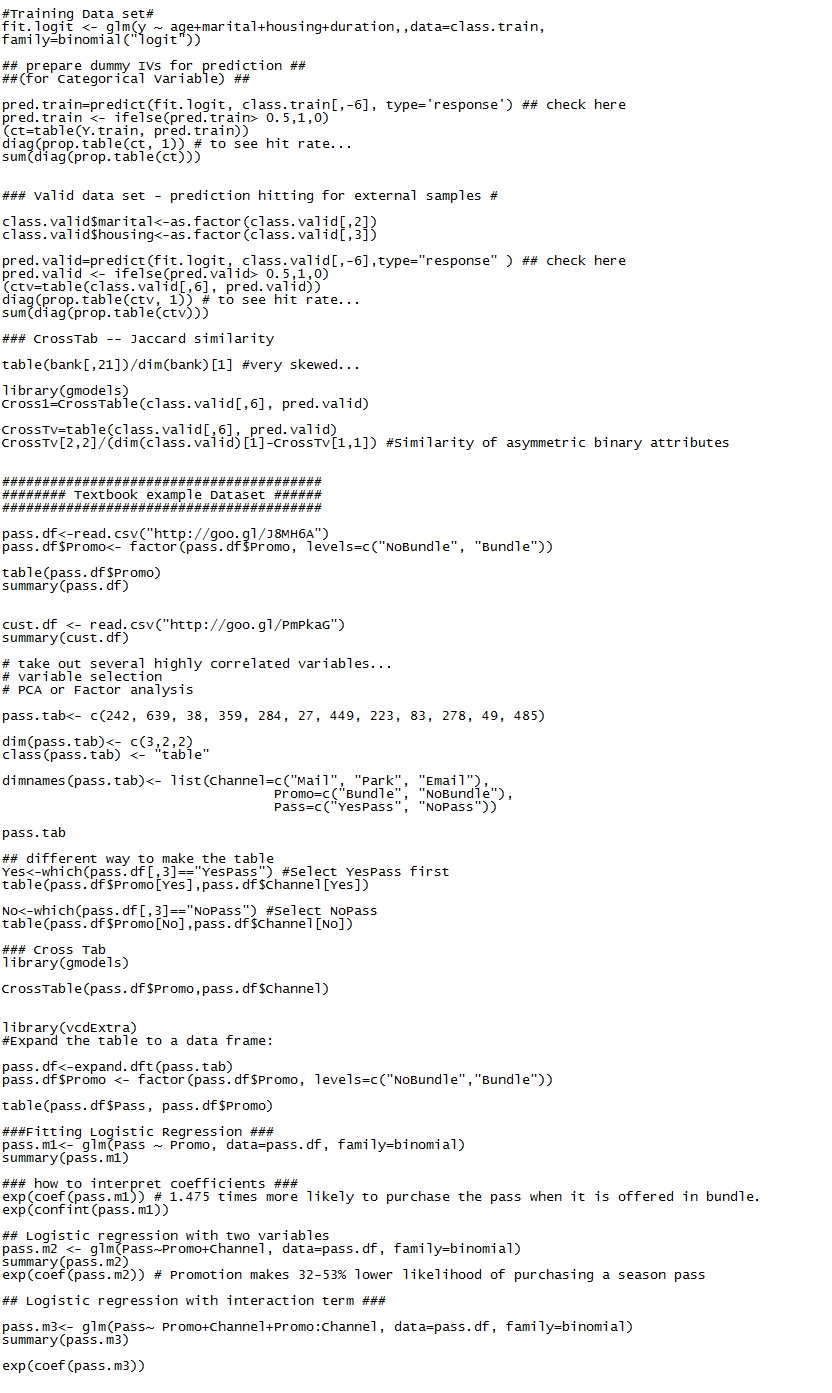 #Training Data set#
fit.logit <- glm(y ~ age+marital+housing+duration,,data=class.train,
family=binomial("logit"))
## prepare dummy IVs for prediction ##
##(for Categorical Variable) ##
pred.train=predict(fit.logit, class.train[,-6], type='response') ## check here
pred.train <- ifelse(pred.train> 0.5,1,0)
(ct=table(Y.train, pred.train))
diag(prop.table(ct, 1)) # to see hit rate...
sum(diag(prop.table(ct)))
### Valid data set - prediction hitting for external samples #
class.valid$marital<-as.factor(class.valid[,2])
class.valid$housing<-as.factor(class.valid[,3])
pred.valid=predict(fit.logit, class.valid[,-6],type="response" ) ## check here
pred.valid <- ifelse(pred.valid> 0.5,1,0)
(ctv=table(class.valid[,6], pred.valid))
diag(prop.table(ctv, 1)) # to see hit rate...
sum(diag(prop.table(ctv)))
### CrossTab -- Jaccard similarity
table(bank[,21])/dim(bank)[1] #very skewed...
library(gmodels)
Cross1=CrossTable(class.valid[,6], pred.valid)
CrossTv=table(class.valid[,6], pred.valid)
CrossTv[2,2]/(dim(class.valid)[1]-CrossTv[1,1]) #Similarity of asymmetric binary attributes
########################################
######## Textbook example Dataset ######
########################################
pass.df<-read.csv("http://goo.gl/J8MH6A")
pass.df$Promo<- factor(pass.df$Promo, levels=c("NoBundle", "Bundle"))
table(pass.df$Promo)
summary(pass.df)
cust.df <- read.csv("http://goo.gl/PmPkaG")
summary(cust.df)
# take out several highly correlated variables...
# variable selection
# PCA or Factor analysis
pass.tab<- c(242, 639, 38, 359, 284, 27, 449, 223, 83, 278, 49, 485)
dim(pass.tab)<- c(3,2,2)
class(pass.tab) <- "table"
dimnames(pass.tab)<- list(Channel=c("Mail", "Park", "Email"),
Promo=c("Bundle", "NoBundle"),
Pass=c("YesPass", "NoPass"))
pass.tab
## different way to make the table
Yes<-which(pass.df[,3]=="YesPass") #Select YesPass first
table(pass.df$Promo[Yes],pass.df$Channel[Yes])
No<-which(pass.df[,3]=="NoPass") #Select NoPass
table(pass.df$Promo[No],pass.df$Channel[No])
### Cross Tab
library(gmodels)
CrossTable(pass.df$Promo,pass.df$Channel)
library(vcdExtra)
#Expand the table to a data frame:
pass.df<-expand.dft(pass.tab)
pass.df$Promo <- factor(pass.df$Promo, levels=c("NoBundle","Bundle"))
table(pass.df$Pass, pass.df$Promo)
###Fitting Logistic Regression ###
pass.m1<- glm(Pass ~ Promo, data=pass.df, family=binomial)
summary(pass.m1)
### how to interpret coefficients ###
exp(coef(pass.m1)) # 1.475 times more likely to purchase the pass when it is offered in bundle.
exp(confint(pass.m1))
## Logistic regression with two variables
pass.m2 <- glm(Pass~Promo+Channel, data=pass.df, family=binomial)
summary(pass.m2)
exp(coef(pass.m2)) # Promotion makes 32-53% lower likelihood of purchasing a season pass
## Logistic regression with interaction term ###
pass.m3<- glm(Pass~ Promo+Channel+Promo:Channel, data=pass.df, family=binomial)
summary(pass.m3)
exp(coef(pass.m3))